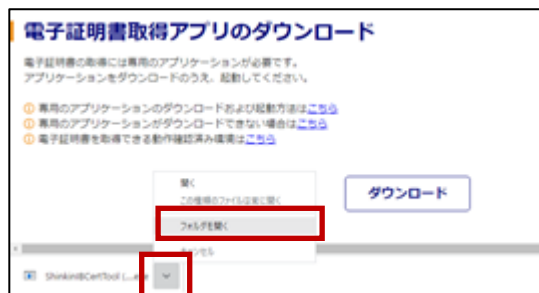 電子証明書取得アプリのダウンロード
電子証明書の取得には専用のアプリケーションが必要です。
アプリケーションをダウンロードのうえ、起動してください。
専用のアプリケーションのダウンロードおよび起動方法はこちら
専用のアプリケーションがダウンロードできない場合はこちら
電子証明書を取得できる動作確認済み環境はこちら
開く
この種類のファイルは常に開く
ダウンロード
フォルダを開く
キャンセル
ShinkinIBCertTool (....exe